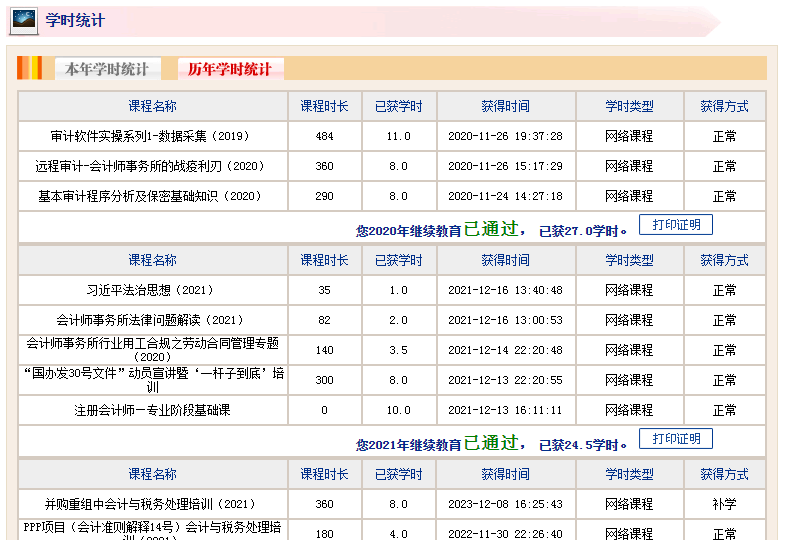 学时统计
本年学时统计 历年学时统计
课程名称 课程时长 已获学时 获得时间 学时类型 获得方式
审计软件实操系列1-数据采集（2019） 484 11.0 2020-11-26 19:37:28 网络课程 正常
远程审计-会计师事务所的战疫利刃（2020） 360 8.0 2020-11-26 15:17:29 网络课程 正常
基本审计程序分析及保密基础知识（2020） 290 8.0 2020-11-24 14:27:18 网络课程 正常
您2020年继续教育已通过， 已获27.0学时。 打印证明
课程名称 课程时长 已获学时 获得时间 学时类型 获得方式
习近平法治思想（2021） 35 1.0 2021-12-16 13:40:48 网络课程 正常
会计师事务所法律问题解读（2021） 82 2.0 2021-12-16 13:00:53 网络课程 正常
会计师事务所行业用工合规之劳动合同管理专题
（2020） 140 3.5 2021-12-14 22:20:48 网络课程 正常
“国办发30号文件”动员宣讲暨‘一杆子到底’培
训 300 8.0 2021-12-13 22:20:55 网络课程 正常
注册会计师－专业阶段基础课 0 10.0 2021-12-13 16:11:11 网络课程 正常
您2021年继续教育已通过， 已获24.5学时。 打印证明
课程名称 课程时长 已获学时 获得时间 学时类型 获得方式
并购重组中会计与税务处理培训（2021） 360 8.0 2023-12-08 16:25:43 网络课程 补学
PPP项目（会计准则解释14号）会计与税务处理培
180 4.0 2022-11-30 22:26:40 网络课程 正常